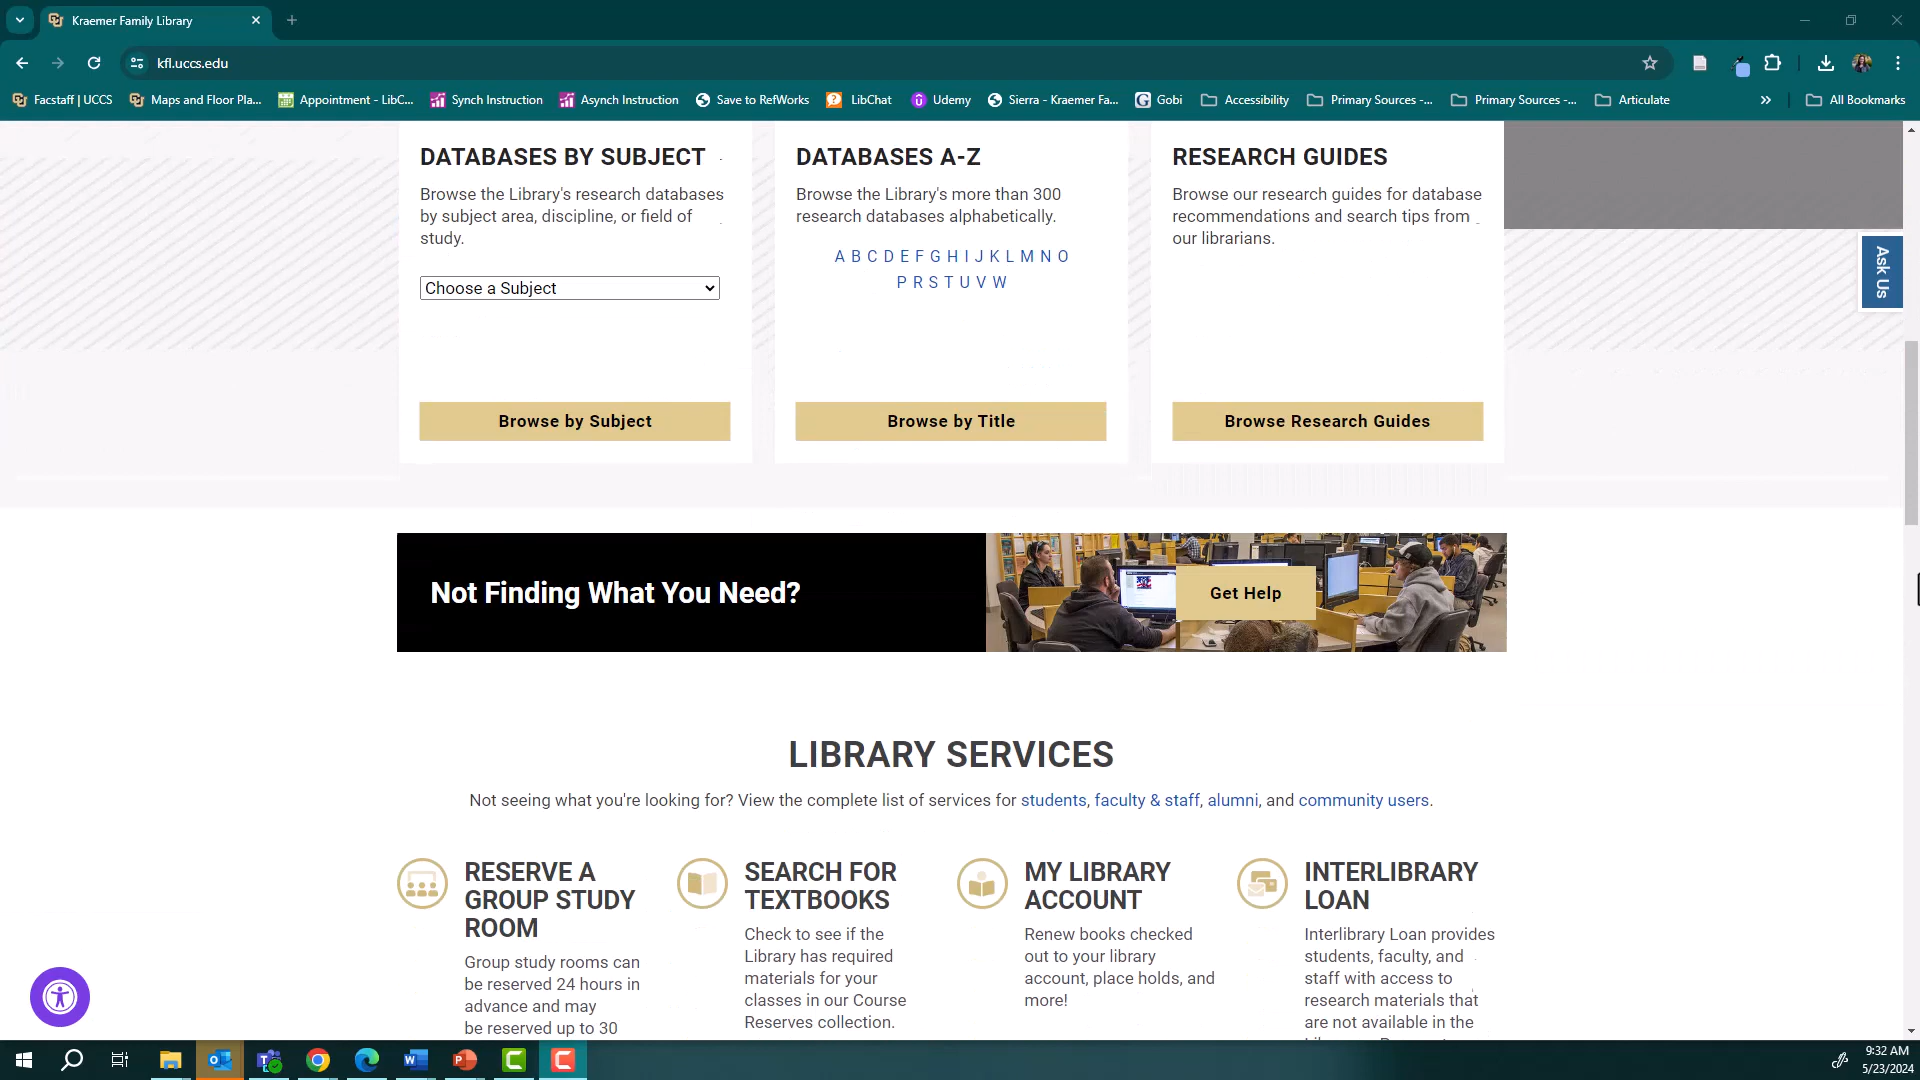 Kraemer Family Library
kfl.uccs.edu
Facstaff | UCCS
Maps and Floor Pla...
Appointment - LibC...
Synch Instruction
Asynch Instruction
Save to RefWorks
LibChat
Udemy
Sierra - Kraemer Fa...
Gobi
Accessibility
Primary Sources -...
Primary Sources -...
Articulate
All Bookmarks
DATABASES BY SUBJECT
Browse the Library's research databases
by subject area, discipline, or field of
study.
Choose a Subject
Browse by Subject
DATABASES A-Z
Browse the Library's more than 300
research databases alphabetically.
A B C D E F G H I J K L M N O
P R S T U V W
Browse by Title
RESEARCH GUIDES
Browse our research guides for database
recommendations and search tips from
our librarians.
Browse Research Guides
Ask Us
Not Finding What You Need?
Get Help
LIBRARY SERVICES
Not seeing what you're looking for? View the complete list of services for students, faculty & staff, alumni, and community users.
RESERVE A
GROUP STUDY
ROOM
Group study rooms can
be reserved 24 hours in
advance and may
be reserved up to 30
SEARCH FOR
TEXTBOOKS
Check to see if the
Library has required
materials for your
classes in our Course
Reserves collection.
MY LIBRARY
ACCOUNT
Renew books checked
out to your library
account, place holds, and
more!
INTERLIBRARY
LOAN
Interlibrary Loan provides
students, faculty, and
staff with access to
research materials that
are not available in the
9:32 AM
5/23/2024